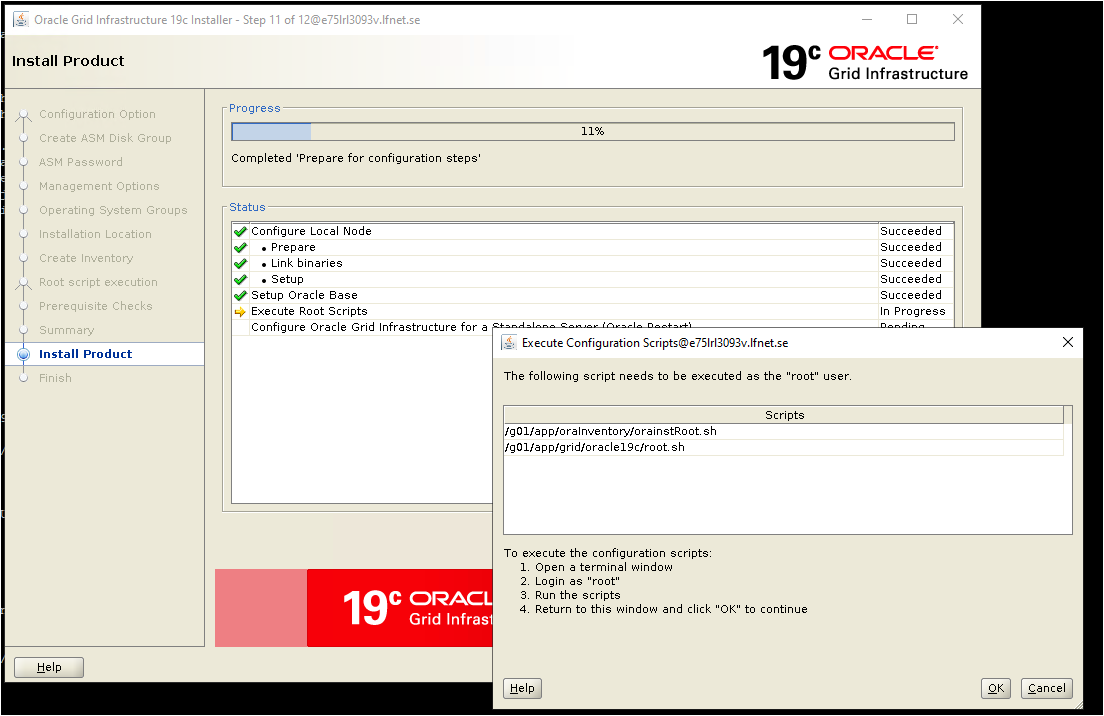 Oracle Grid Infrastructure 19c Installer - Step 11 of 12@e75lrl3093v.lfnet.se
Install Product
19c ORACLE
Grid Infrastructure
Configuration Option
Create ASM Disk Group
ASM Password
Management Options
Operating System Groups
Installation Location
Create Inventory
Root script execution
Prerequisite Checks
Summary
Install Product
Finish
Progress
11%
Completed 'Prepare for configuration steps'
Status
Configure Local Node Succeeded
• Prepare Succeeded
• Link binaries Succeeded
• Setup Succeeded
Setup Oracle Base Succeeded
Execute Root Scripts In Progress
Configure Oracle Grid Infrastructure for a Standalone Server (Oracle Restart) Pending
19c ORACL
Grid Infrast
Help
Execute Configuration Scripts@e75lrl3093v.lfnet.se
The following script needs to be executed as the "root" user.
Scripts
/g01/app/oraInventory/orainstRoot.sh
/g01/app/grid/oracle19c/root.sh
To execute the configuration scripts:
1. Open a terminal window
2. Login as "root"
3. Run the scripts
4. Return to this window and click "OK" to continue
Help
OK
Cancel